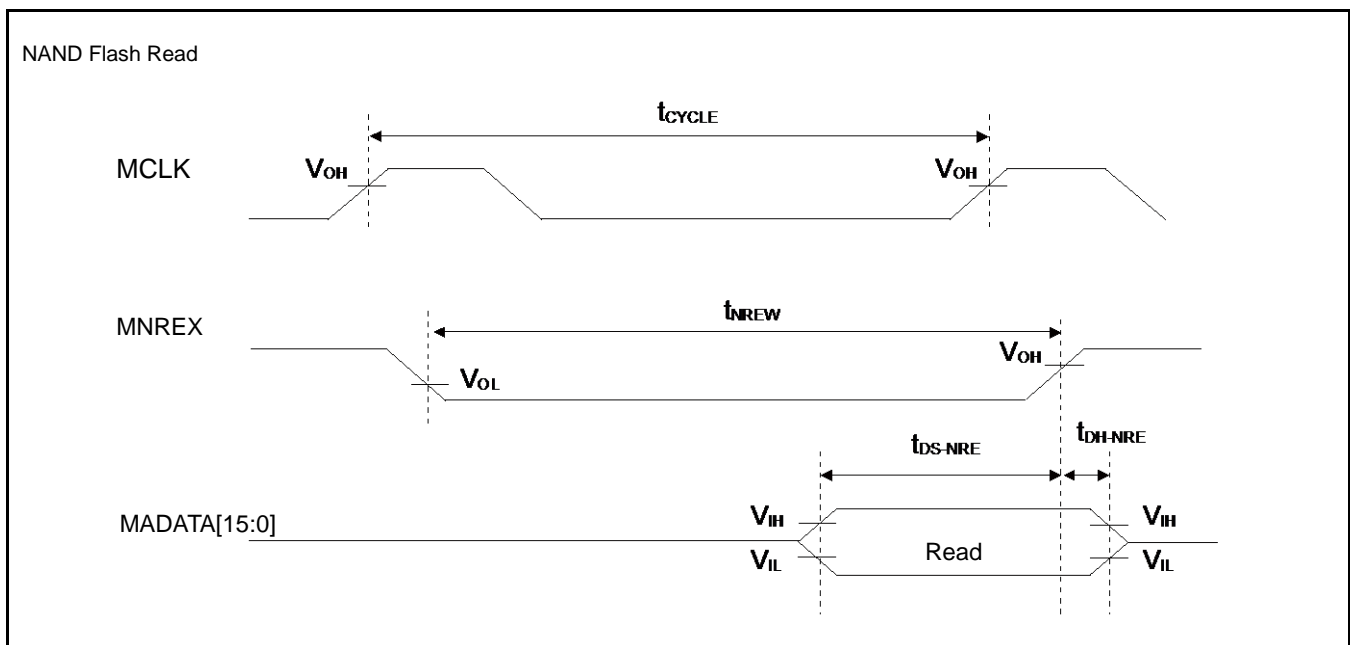 NAND Flash Read
tCYCLE
MCLK
VOH
VOH
tNREW
MNREX
VOH
VOL
tDS-NRE
tDH-NRE
MADATA[15:0]
VIH
VIH
Read
VIL
VIL